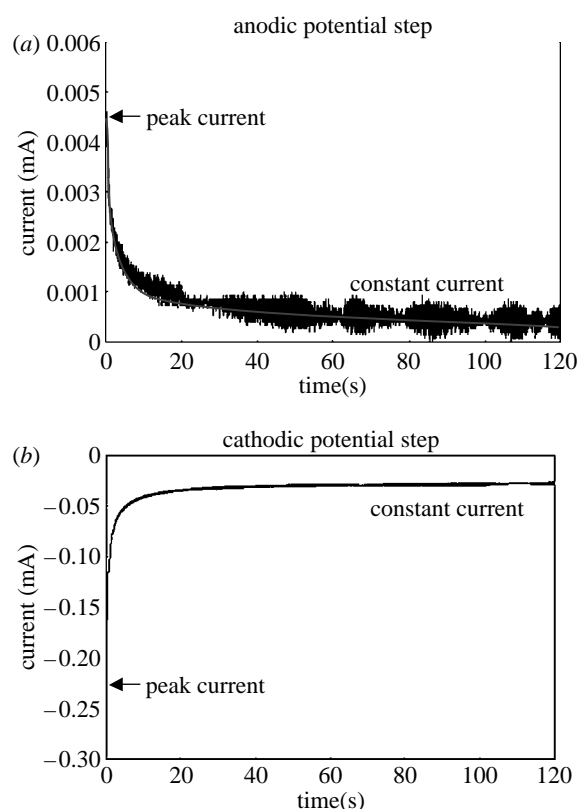 anodic potential step
(a)
0.006
0.005
peak current
0.004
current (mA)
0.003
0.002
constant current
0.001
0
0 20 40 60 80 100 120
time(s)
cathodic potential step
(b)
0
−0.05
constant current
−0.10
current (mA)
−0.15
−0.20
peak current
−0.25
−0.30
0 20 40 60 80 100 120
time(s)